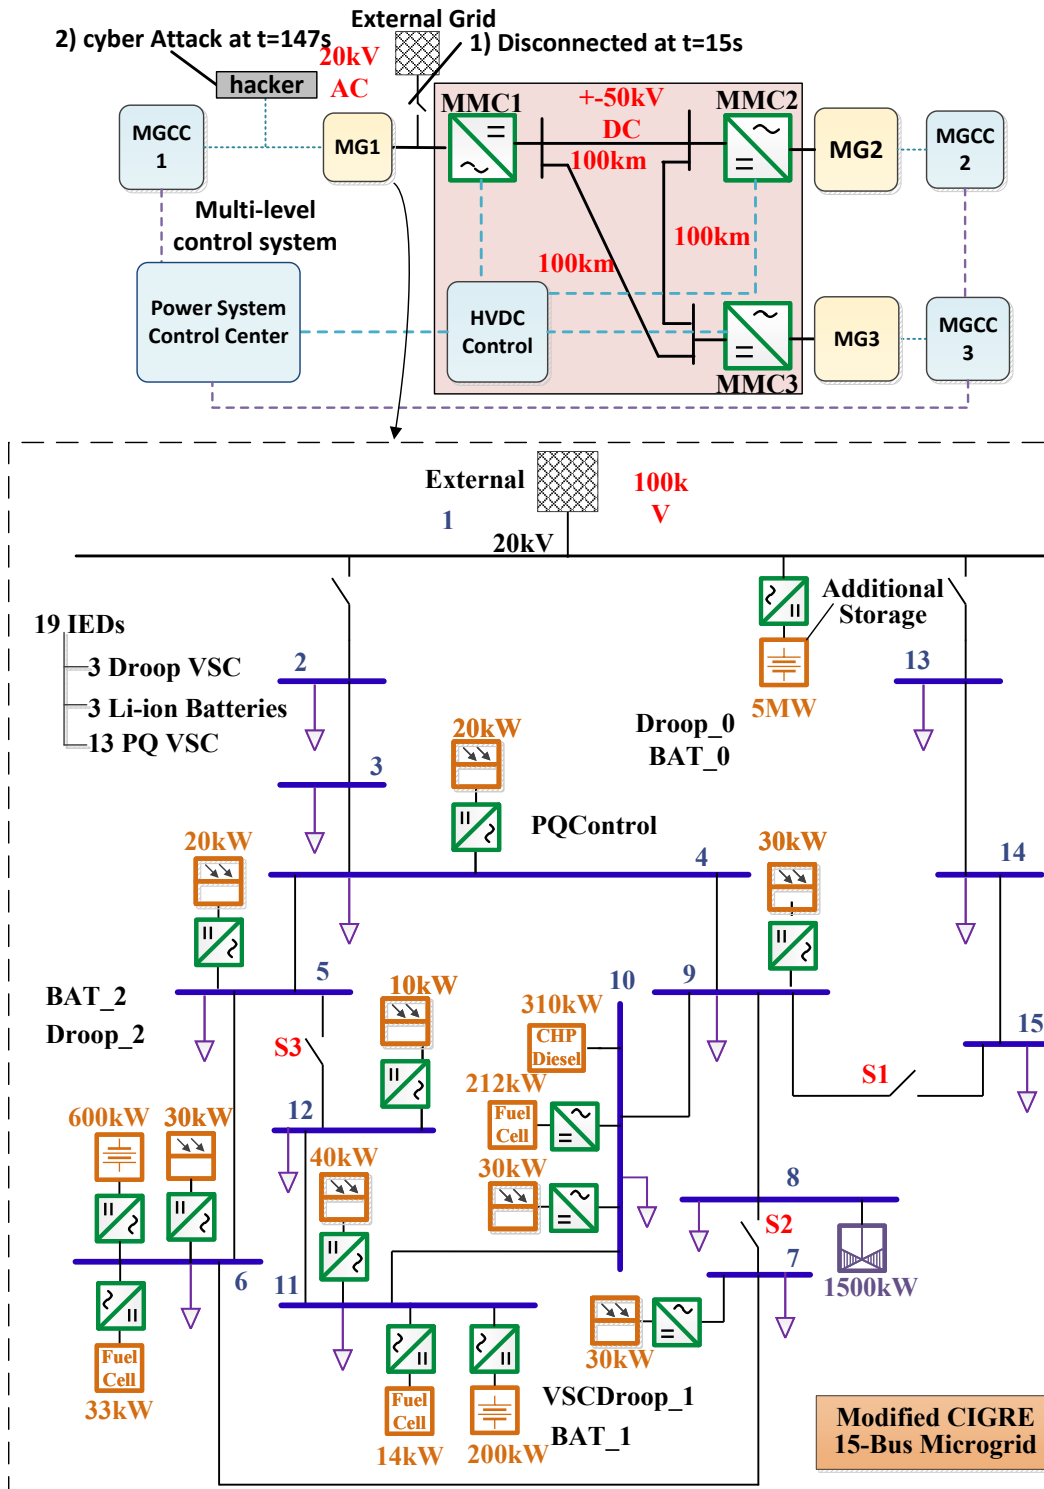 External Grid
2) cyber Attack at t=147s
1) Disconnected at t=15s
20kV
AC
hacker
MMC1
+-50kV
DC
100km
MMC2
MGCC
1
MG1
MG2
MGCC
2
Multi-level
control system
100km
100km
Power System
Control Center
HVDC
Control
MG3
MGCC
3
MMC3
External
100k
V
1
20kV
Additional
Storage
19 IEDs
3 Droop VSC
3 Li-ion Batteries
13 PQ VSC
2
13
5MW
Droop_0
BAT_0
20kW
3
PQControl
20kW
30kW
4
14
5
10
9
BAT_2
Droop_2
10kW
310kW
CHP
Diesel
15
S3
S1
212kW
Fuel
Cell
600kW
30kW
12
40kW
30kW
8
S2
6
11
7
1500kW
30kW
Fuel
Cell
33kW
Fuel
Cell
14kW
200kW
VSCDroop_1
BAT_1
Modified CIGRE
15-Bus Microgrid